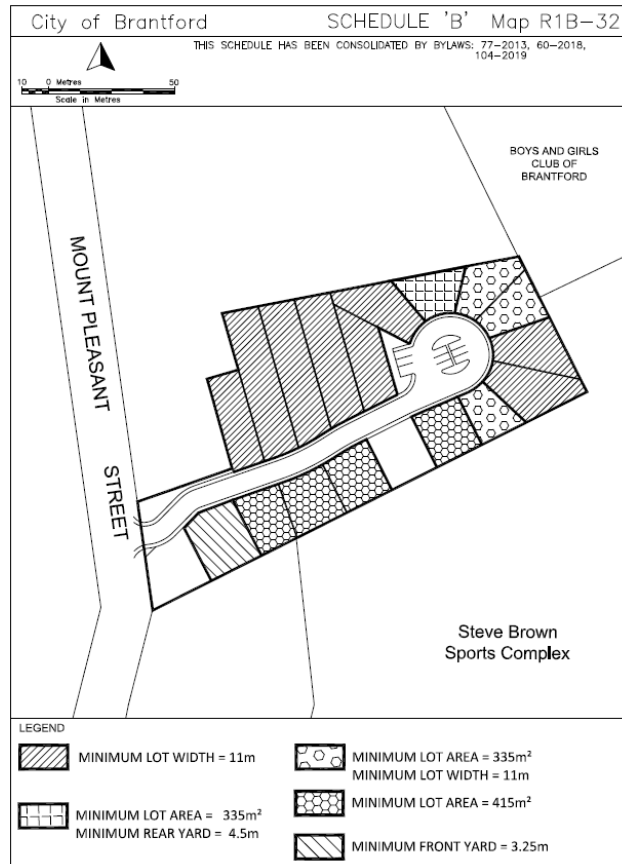 City of Brantford SCHEDULE 'B' Map R1B-32
THIS SCHEDULE HAS BEEN CONSOLIDATED BY BYLAWS: 77-2013, 60-2018,
104-2019
10 0 Metres 50
Scale in Metres
BOYS AND GIRLS
CLUB OF
BRANTFORD
MOUNT PLEASANT
STREET
Steve Brown
Sports Complex
LEGEND
MINIMUM LOT WIDTH = 11m
MINIMUM LOT AREA = 335m²
MINIMUM REAR YARD = 4.5m
MINIMUM LOT AREA = 335m²
MINIMUM LOT WIDTH = 11m
MINIMUM LOT AREA = 415m²
MINIMUM FRONT YARD = 3.25m